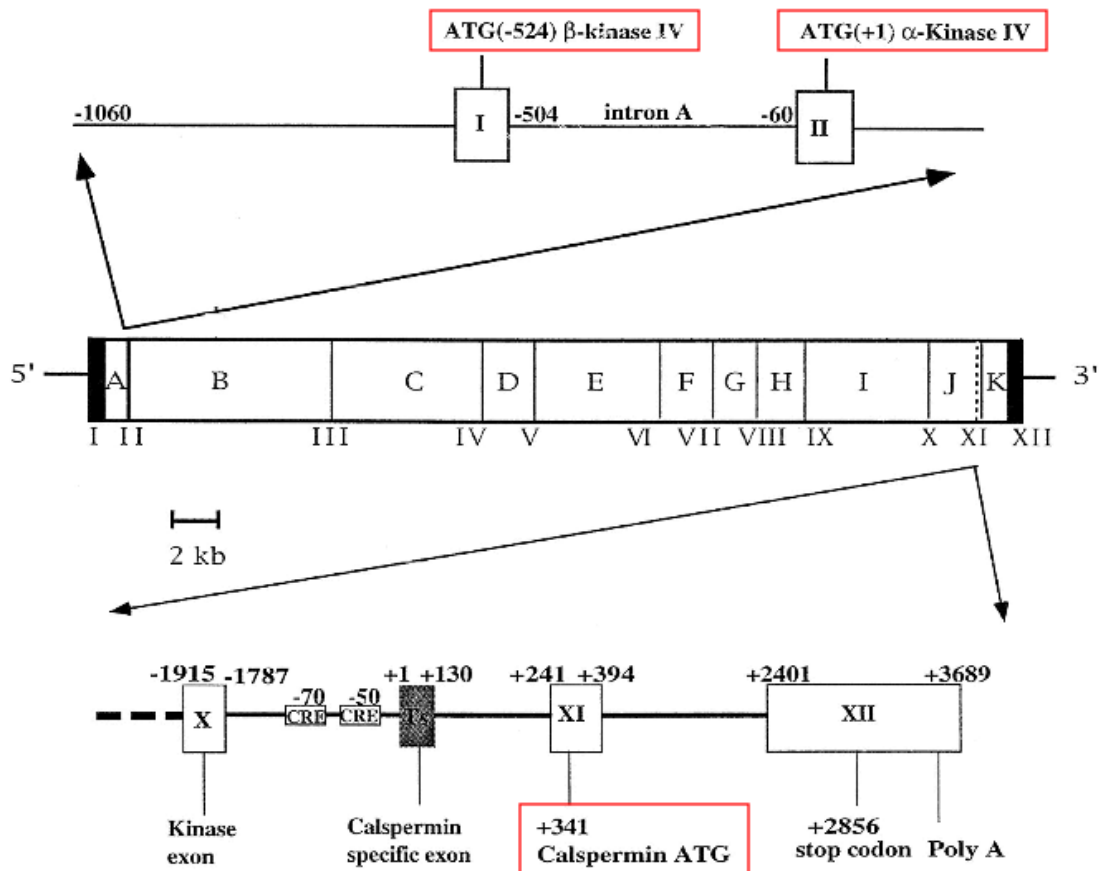 ATG(-524) β-kinase IV ATG(+1) α-Kinase IV
-1060 I -504 intron A -60 II
5' A B C D E F G H I J K 3'
I II III IV V VI VII VIII IX X XI XII
2 kb
-1915 -1787 +1 +130 +241 +394 +2401 +3689
-70 -50
X CRE CRE Ts XI XII
Kinase
exon
Calspermin
specific exon
+341
Calspermin ATG
+2856
stop codon
Poly A